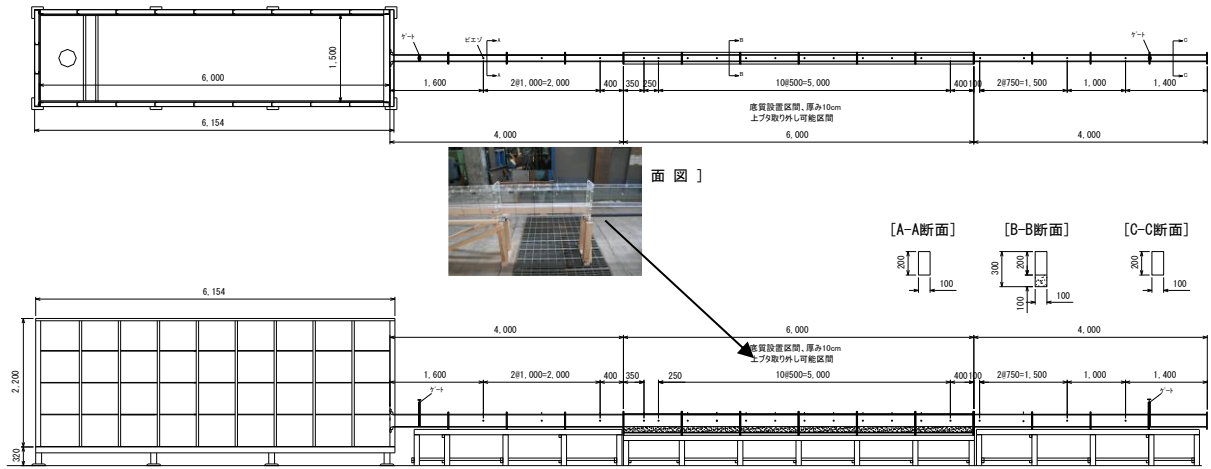 ゲート
ピエゾ
A
B
ゲート
C
A
B
C
1,500
6,000
1,600
2@1,000=2,000
400
350
250
10@500=5,000
400
100
2@750=1,500
1,000
1,400
底質設置区間、厚み10cm
上ブタ取り外し可能区間
6,154
4,000
6,000
4,000
面 図 ]
[A-A断面]
[B-B断面]
[C-C断面]
200
100
300
200
100
100
200
100
6,154
4,000
6,000
4,000
底質設置区間、厚み10cm
上ブタ取り外し可能区間
1,600
2@1,000=2,000
400
350
250
10@500=5,000
400
100
2@750=1,500
1,000
1,400
ゲート
ゲート
2,200
320